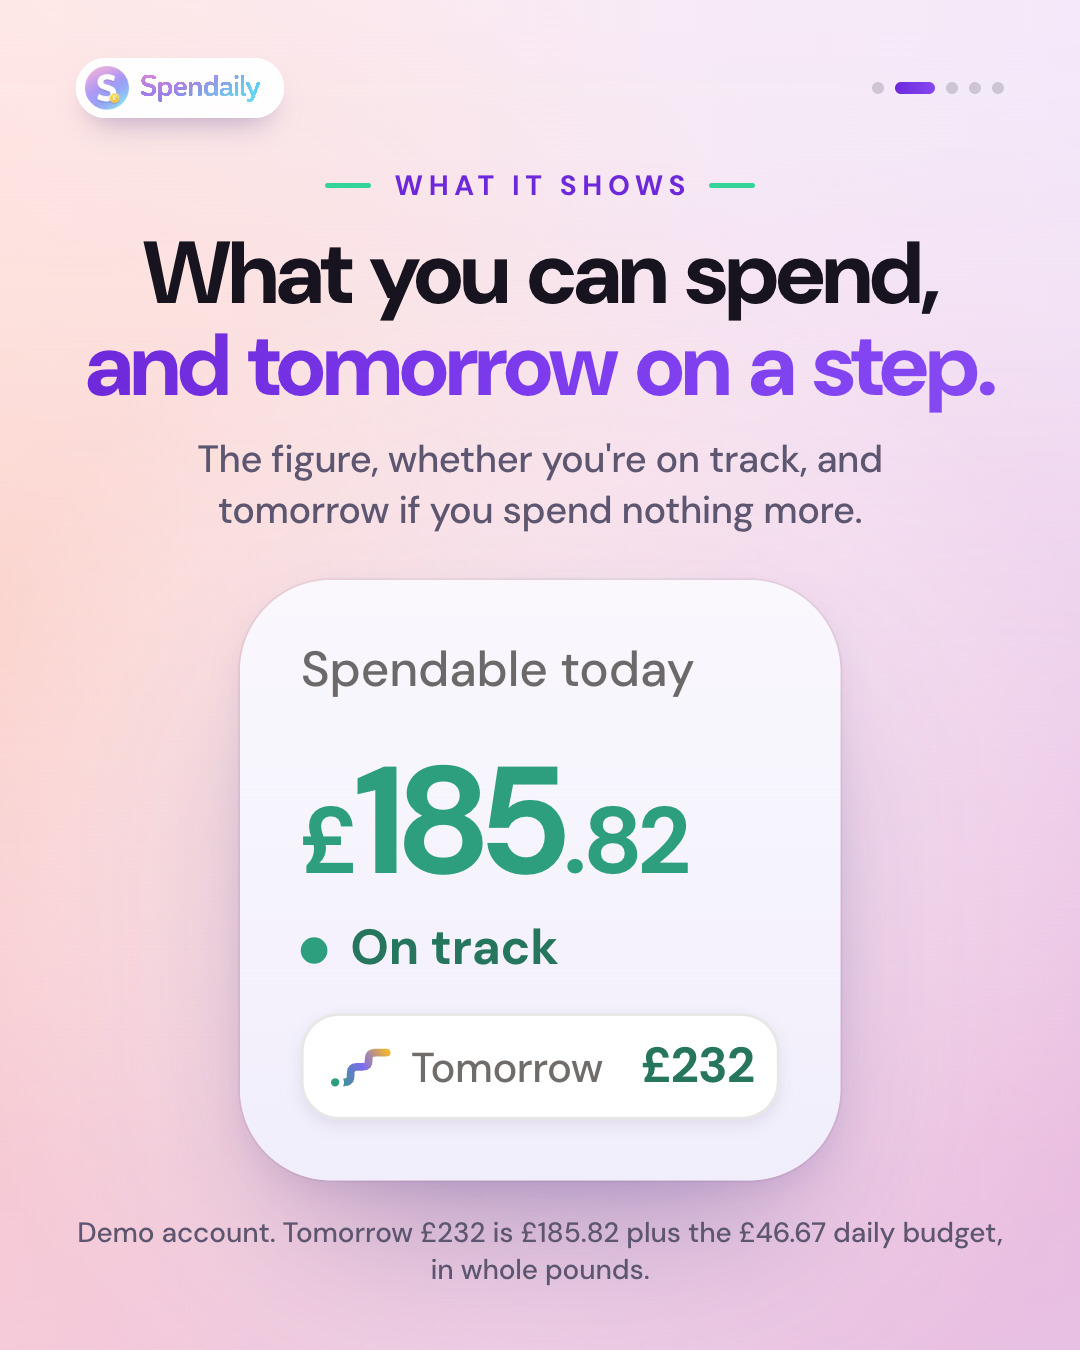 Spendaily
WHAT IT SHOWS
What you can spend,
and tomorrow on a step.
The figure, whether you're on track, and
tomorrow if you spend nothing more.
Spendable today
£185.82
On track
Tomorrow £232
Demo account. Tomorrow £232 is £185.82 plus the £46.67 daily budget,
in whole pounds.